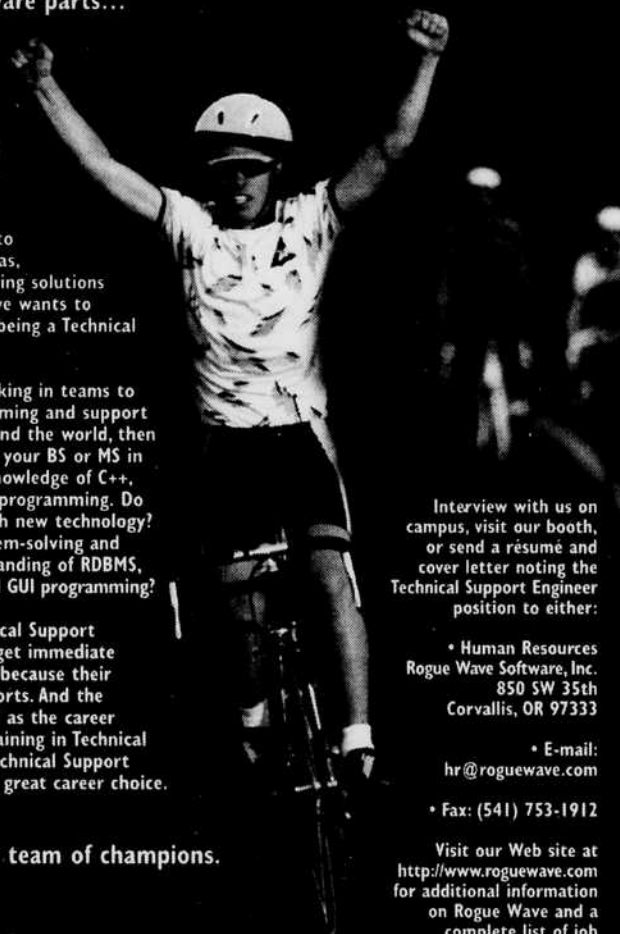 are parts...
to
as,
ing solutions
ve wants to
being a Technical
king in teams to
ming and support
nd the world, then
your BS or MS in
nowledge of C++,
programming. Do
h new technology?
em-solving and
anding of RDBMS,
GUI programming?
cal Support
get immediate
because their
orts. And the
as the career
aining in Technical
chnical Support
great career choice.
team of champions.
Interview with us on
campus, visit our booth,
or send a résumé and
cover letter noting the
Technical Support Engineer
position to either:
• Human Resources
Rogue Wave Software, Inc.
850 SW 35th
Corvallis, OR 97333
• E-mail:
hr@roguewave.com
• Fax: (541) 753-1912
Visit our Web site at
http://www.roguewave.com
for additional information
on Rogue Wave and a
complete list of job